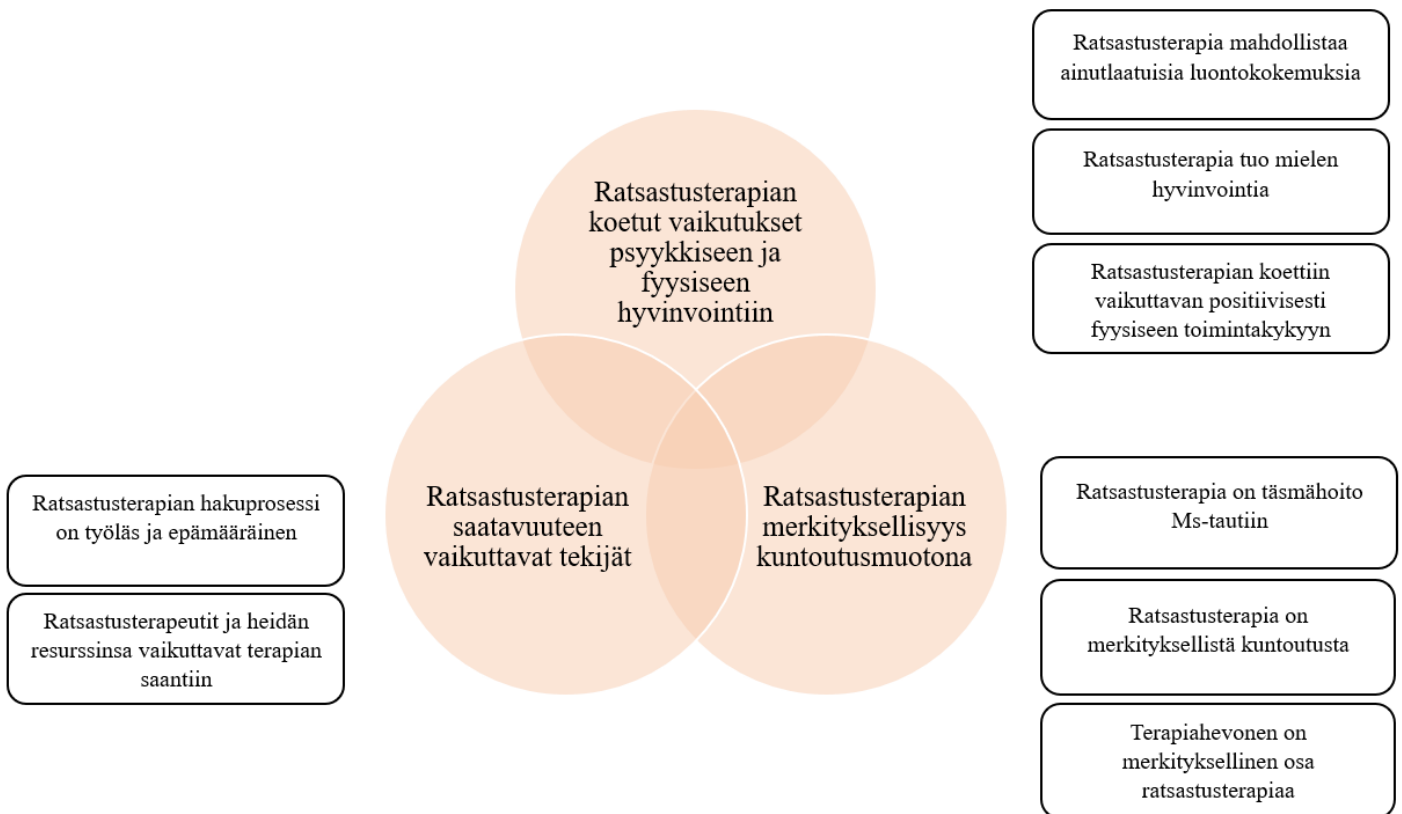 Ratsastusterapia mahdollistaa
ainutlaatuisia luontokokemuksia
Ratsastusterapia tuo mielen
hyvinvointia
Ratsastusterapian koettiin
vaikuttavan positiivisesti
fyysiseen toimintakykyyn
Ratsastusterapian
koetut vaikutukset
psyykkiseen ja
fyysiseen
hyvinvointiin
Ratsastusterapian
saatavuuteen
vaikuttavat tekijät
Ratsastusterapian
merkityksellisyys
kuntoutusmuotona
Ratsastusterapian hakuprosessi
on työläs ja epämääräinen
Ratsastusterapeutit ja heidän
resurssinsa vaikuttavat terapian
saantiin
Ratsastusterapia on täsmähoito
Ms-tautiin
Ratsastusterapia on
merkityksellistä kuntoutusta
Terapiahevonen on
merkityksellinen osa
ratsastusterapiaa